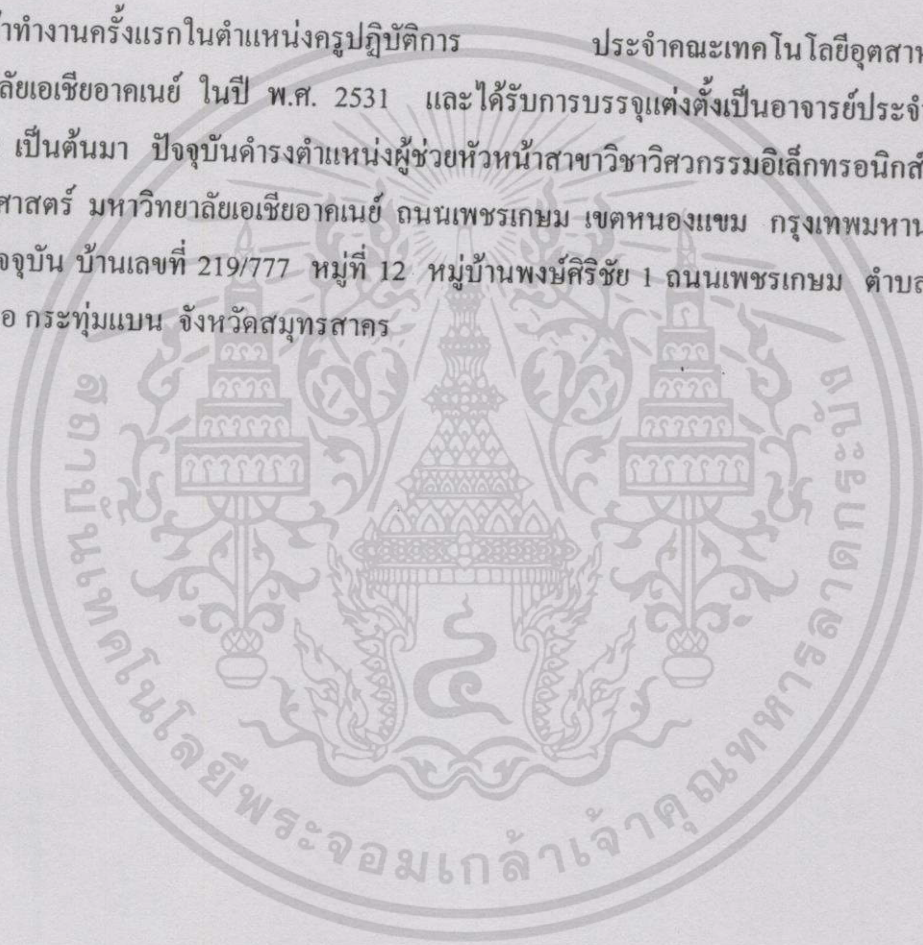 ทำงานครั้งแรกในตำแหน่งครูปฏิบัติการ ประจำคณะเทคโนโลยีอุตสาห
ลัยเอเชียอาคเนย์ ในปี พ.ศ. 2531 และได้รับการบรรจุแต่งตั้งเป็นอาจารย์ประจำ
เป็นต้นมา ปัจจุบันดำรงตำแหน่งผู้ช่วยหัวหน้าสาขาวิชาวิศวกรรมอิเล็กทรอนิกส์
ศาสตร์ มหาวิทยาลัยเอเชียอาคเนย์ ถนนเพชรเกษม เขตหนองแขม กรุงเทพมหาน
จจุบัน บ้านเลขที่ 219/777 หมู่ที่ 12 หมู่บ้านพงษ์ศิริชัย 1 ถนนเพชรเกษม ตำบล
อ กระทุ่มแบน จังหวัดสมุทรสาคร
สถาบันเทคโนโลยีพระจอมเกล้าเจ้าคุณทหารลาดกระบัง